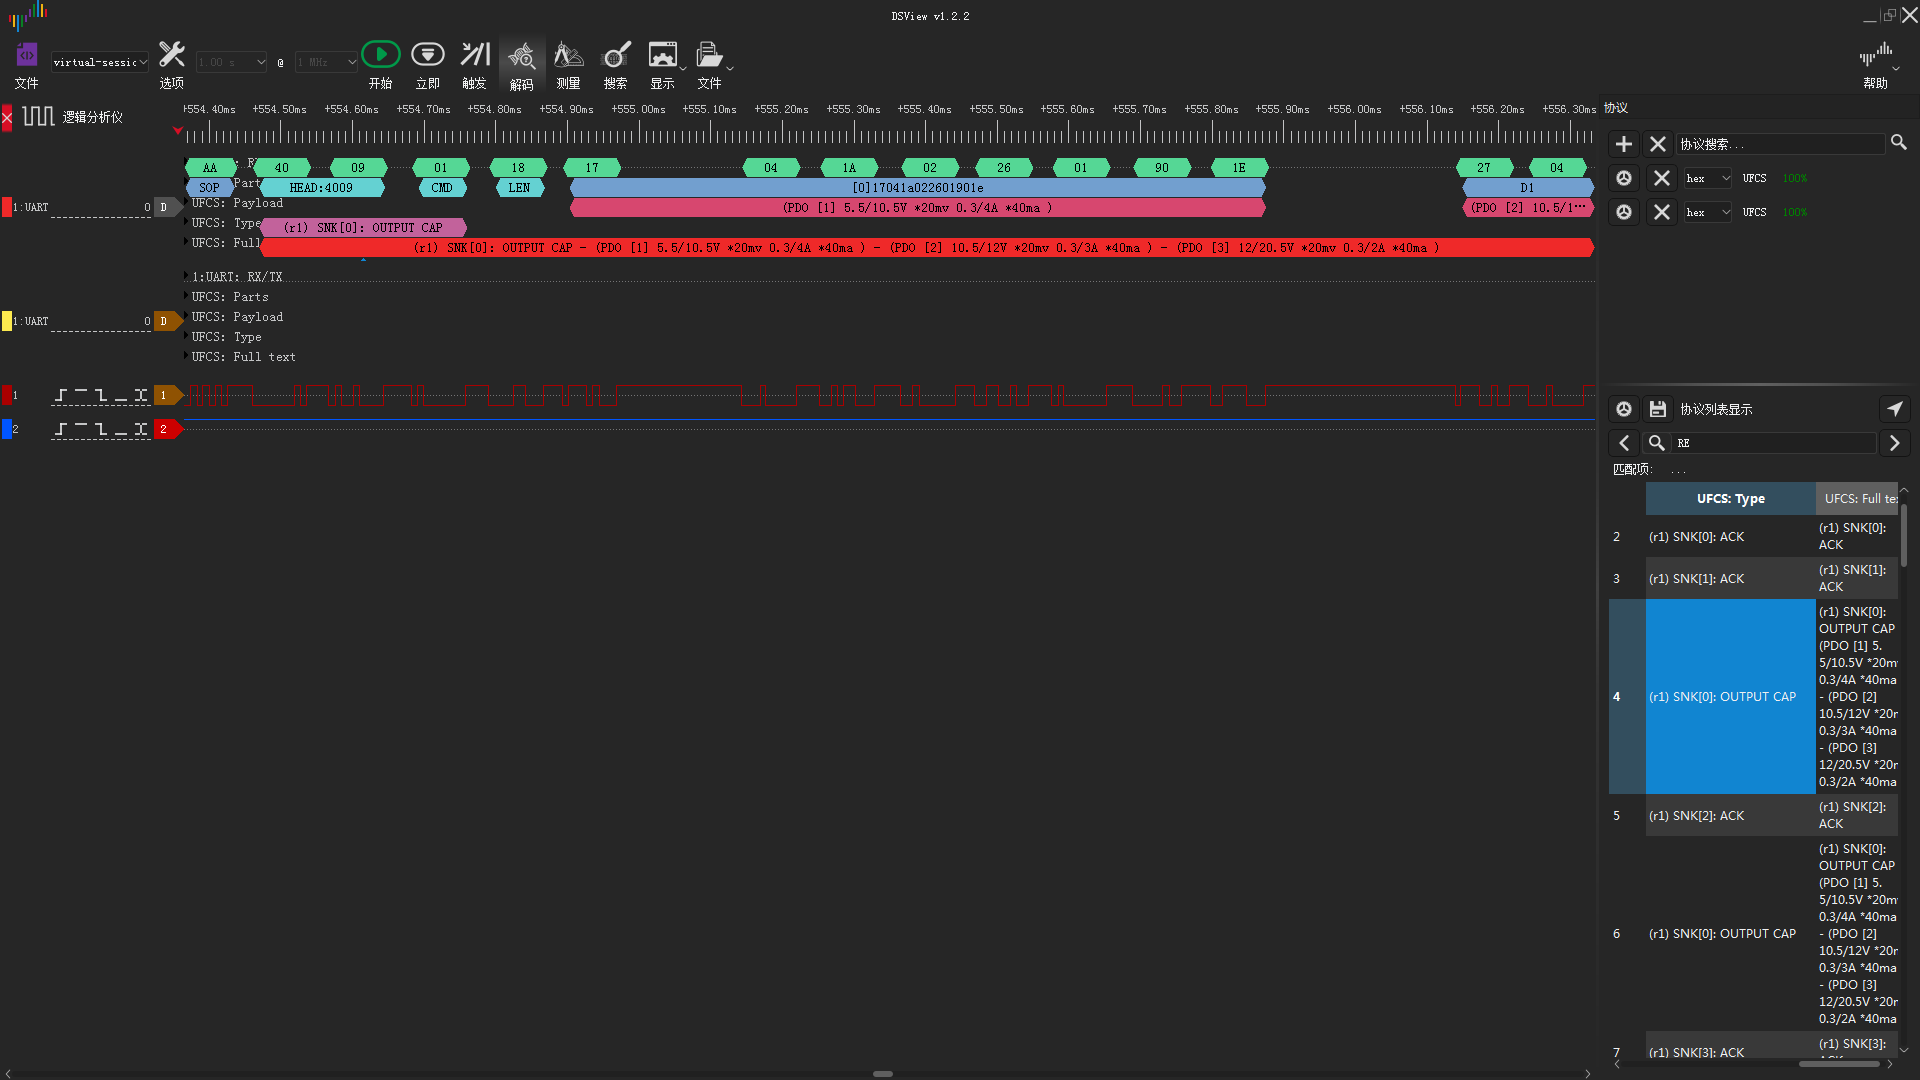 DSView v1.2.2
virtual-sessic
1.00 s
@
1 MHz
文件
选项
开始
立即
触发
解码
测量
搜索
显示
文件
帮助
逻辑分析仪
+554.40ms +554.50ms +554.60ms +554.70ms +554.80ms +554.90ms +555.00ms +555.10ms +555.20ms +555.30ms +555.40ms +555.50ms +555.60ms +555.70ms +555.80ms +555.90ms +556.00ms +556.10ms +556.20ms +556.30ms
AA : R 40 09 01 18 17 04 1A 02 26 01 90 1E 27 04
SOP Part HEAD:4009 CMD LEN [0]17041a022601901e D1
1:UART 0 D
UFCS: Payload (PDO [1] 5.5/10.5V *20mv 0.3/4A *40ma ) (PDO [2] 10.5/1···
UFCS: Type (r1) SNK[0]: OUTPUT CAP
UFCS: Full (r1) SNK[0]: OUTPUT CAP - (PDO [1] 5.5/10.5V *20mv 0.3/4A *40ma ) - (PDO [2] 10.5/12V *20mv 0.3/3A *40ma ) - (PDO [3] 12/20.5V *20mv 0.3/2A *40ma )
1:UART: RX/TX
UFCS: Parts
UFCS: Payload
1:UART 0 D
UFCS: Type
UFCS: Full text
1 1
2 2
协议
协议搜索...
hex UFCS 100%
hex UFCS 100%
协议列表显示
RE
匹配项: ...
UFCS: Type UFCS: Full te
2 (r1) SNK[0]: ACK
(r1) SNK[0]:
ACK
3 (r1) SNK[1]: ACK
(r1) SNK[1]:
ACK
4 (r1) SNK[0]: OUTPUT CAP
(r1) SNK[0]:
OUTPUT CAP
(PDO [1] 5.
5/10.5V *20m
0.3/4A *40ma
- (PDO [2]
10.5/12V *20
0.3/3A *40ma
- (PDO [3]
12/20.5V *20
0.3/2A *40ma
5 (r1) SNK[2]: ACK
(r1) SNK[2]:
ACK
6 (r1) SNK[0]: OUTPUT CAP
(r1) SNK[0]:
OUTPUT CAP
(PDO [1] 5.
5/10.5V *20m
0.3/4A *40ma
- (PDO [2]
10.5/12V *20
0.3/3A *40ma
- (PDO [3]
12/20.5V *20
0.3/2A *40ma
7 (r1) SNK[3]: ACK
(r1) SNK[3]: